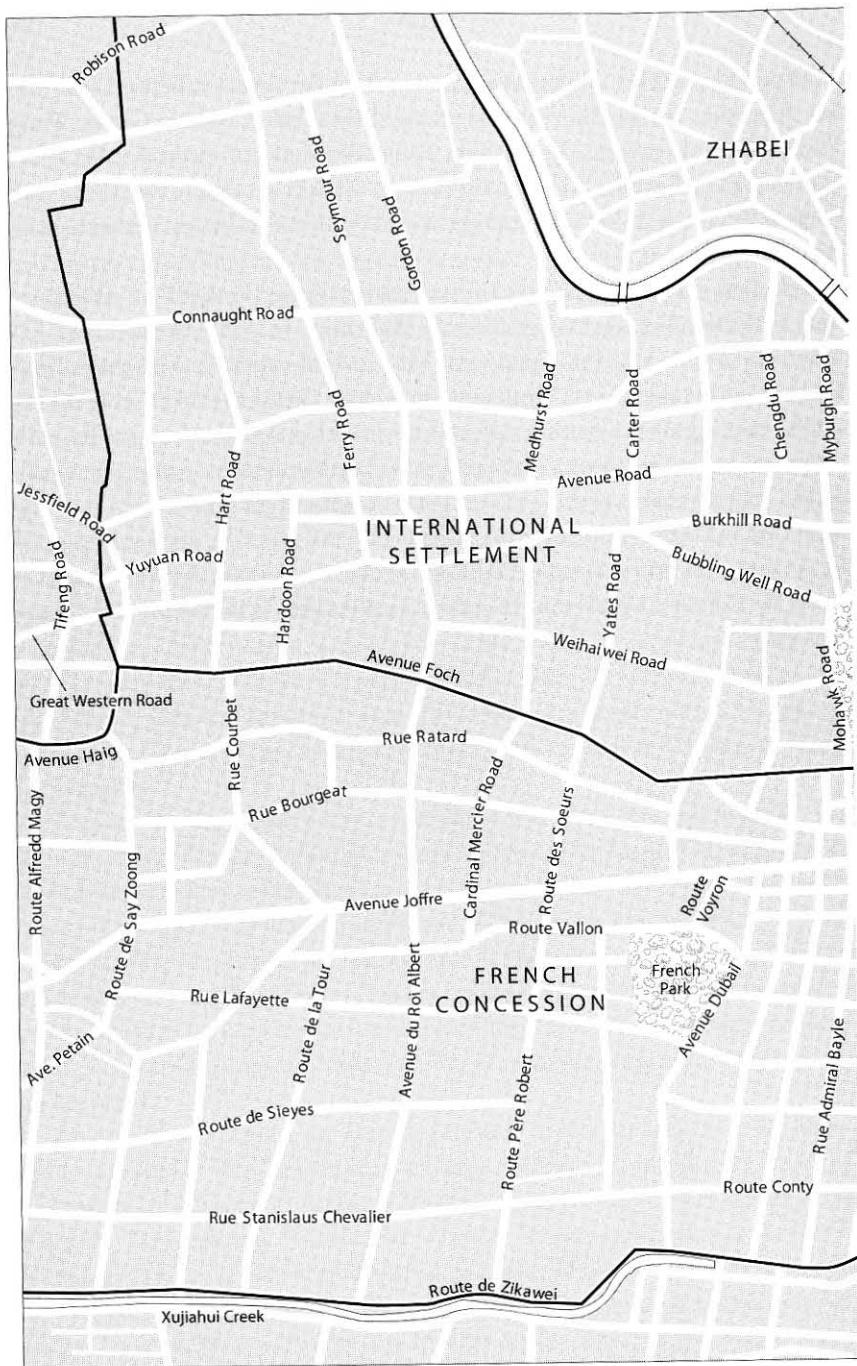 Robison Road
ZHABEI
Seymour Road
Gordon Road
Connaught Road
Medhurst Road
Carter Road
Chengdu Road
Myburgh Road
Ferry Road
Hart Road
Avenue Road
Jessfield Road
INTERNATIONAL
SETTLEMENT
Burkhill Road
Yuyuan Road
Hardoon Road
Bubbling Well Road
Tifeng Road
Yates Road
Weihaiwei Road
Avenue Foch
Mohawk Road
Great Western Road
Avenue Haig
Rue Courbet
Rue Ratard
Rue Bourgeat
Cardinal Mercier Road
Route des Soeurs
Route Alfredd Magy
Route de Say Zoong
Avenue Joffre
Route Vallon
Route
Voyron
FRENCH
CONCESSION
French
Park
Avenue Dubail
Rue Lafayette
Route de la Tour
Avenue du Roi Albert
Ave. Petain
Route de Sieyes
Route Père Robert
Rue Admiral Bayle
Route Conty
Rue Stanislaus Chevalier
Route de Zikawei
Xujiahui Creek